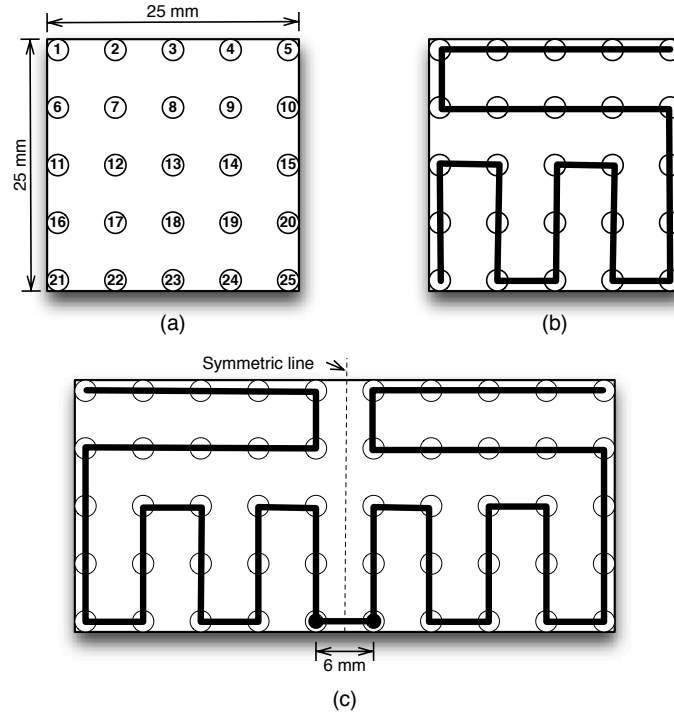 25 mm
25 mm
1 2 3 4 5
6 7 8 9 10
11 12 13 14 15
16 17 18 19 20
21 22 23 24 25
(a)
(b)
Symmetric line
6 mm
(c)